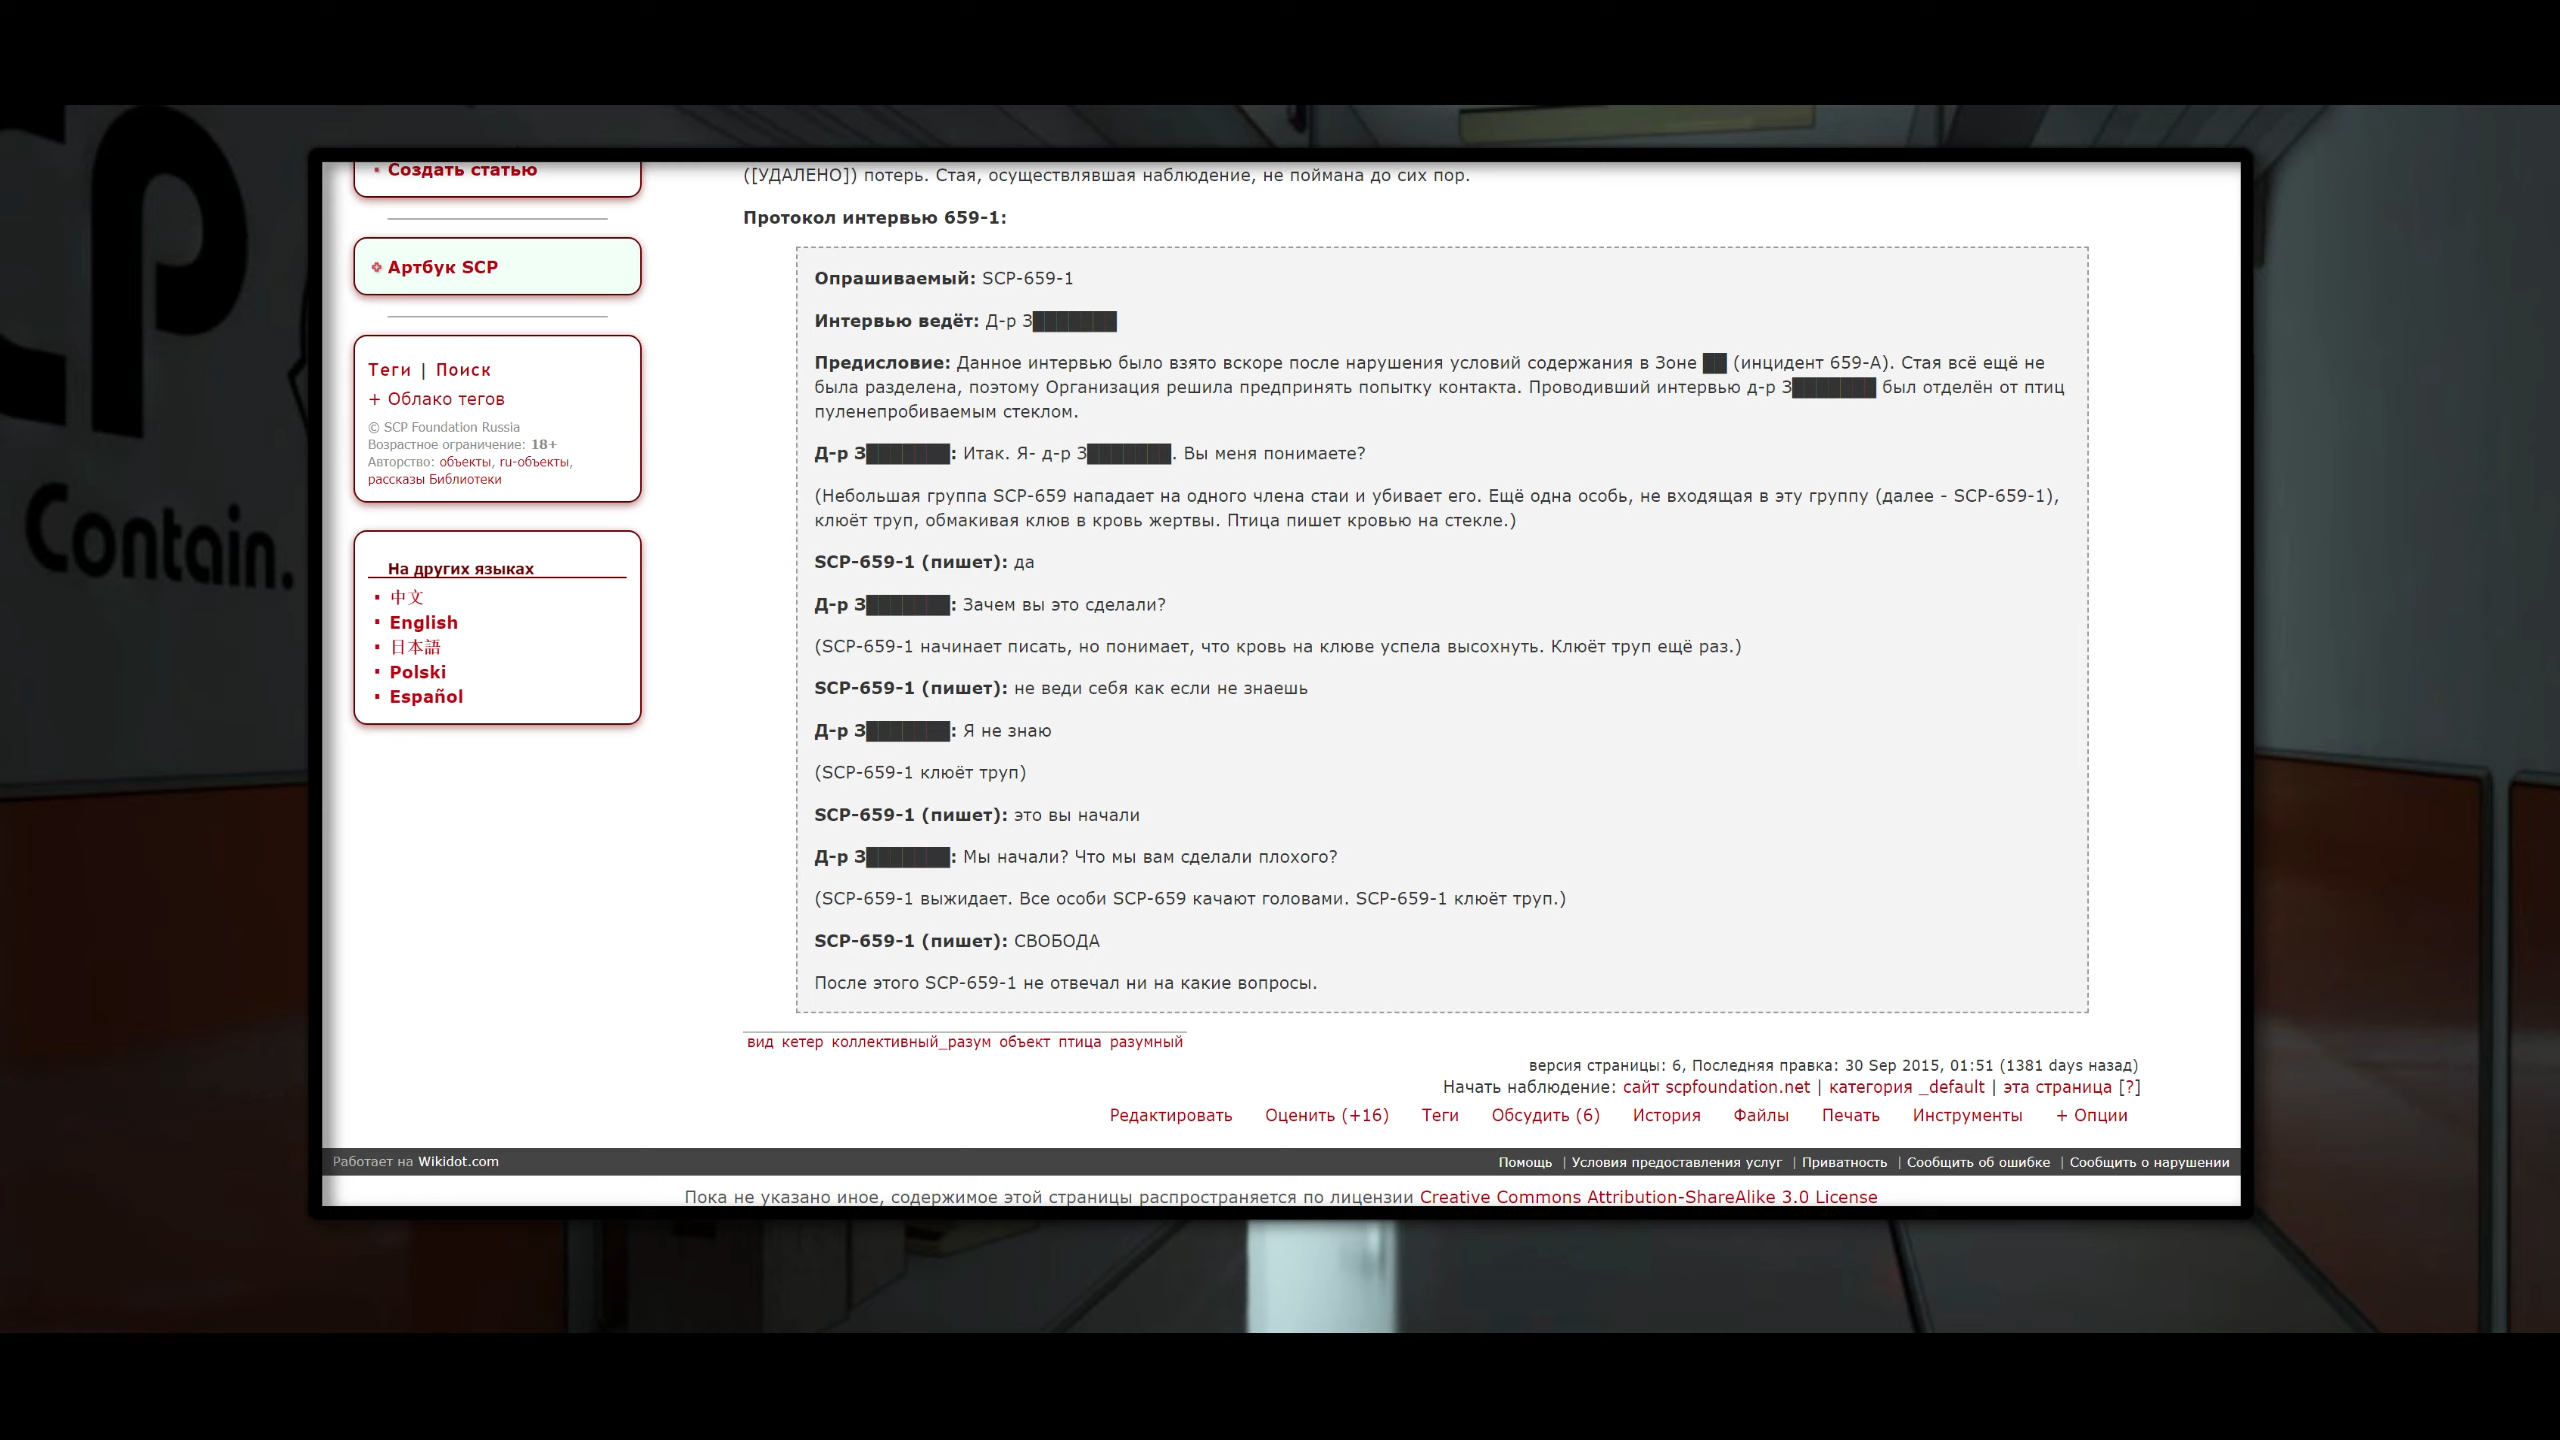 CP
Contain.
Создать статью
Артбук SCP
Теги | Поиск
+ Облако тегов
© SCP Foundation Russia
Возрастное ограничение: 18+
Авторство: объекты, ru-объекты,
рассказы Библиотеки
На других языках
中文
English
日本語
Polski
Español
([УДАЛЕНО]) потерь. Стая, осуществлявшая наблюдение, не поймана до сих пор.
Протокол интервью 659-1:
Опрашиваемый: SCP-659-1
Интервью ведёт: Д-р З███████
Предисловие: Данное интервью было взято вскоре после нарушения условий содержания в Зоне ██ (инцидент 659-А). Стая всё ещё не
была разделена, поэтому Организация решила предпринять попытку контакта. Проводивший интервью д-р З███████ был отделён от птиц
пуленепробиваемым стеклом.
Д-р З███████: Итак. Я- д-р З███████. Вы меня понимаете?
(Небольшая группа SCP-659 нападает на одного члена стаи и убивает его. Ещё одна особь, не входящая в эту группу (далее - SCP-659-1),
клюёт труп, обмакивая клюв в кровь жертвы. Птица пишет кровью на стекле.)
SCP-659-1 (пишет): да
Д-р З███████: Зачем вы это сделали?
(SCP-659-1 начинает писать, но понимает, что кровь на клюве успела высохнуть. Клюёт труп ещё раз.)
SCP-659-1 (пишет): не веди себя как если не знаешь
Д-р З███████: Я не знаю
(SCP-659-1 клюёт труп)
SCP-659-1 (пишет): это вы начали
Д-р З███████: Мы начали? Что мы вам сделали плохого?
(SCP-659-1 выжидает. Все особи SCP-659 качают головами. SCP-659-1 клюёт труп.)
SCP-659-1 (пишет): СВОБОДА
После этого SCP-659-1 не отвечал ни на какие вопросы.
вид кетер коллективный_разум объект птица разумный
версия страницы: 6, Последняя правка: 30 Sep 2015, 01:51 (1381 days назад)
Начать наблюдение: сайт scpfoundation.net | категория _default | эта страница [?]
Редактировать Оценить (+16) Теги Обсудить (6) История Файлы Печать Инструменты + Опции
Работает на Wikidot.com
Помощь | Условия предоставления услуг | Приватность | Сообщить об ошибке | Сообщить о нарушении
Пока не указано иное, содержимое этой страницы распространяется по лицензии Creative Commons Attribution-ShareAlike 3.0 License